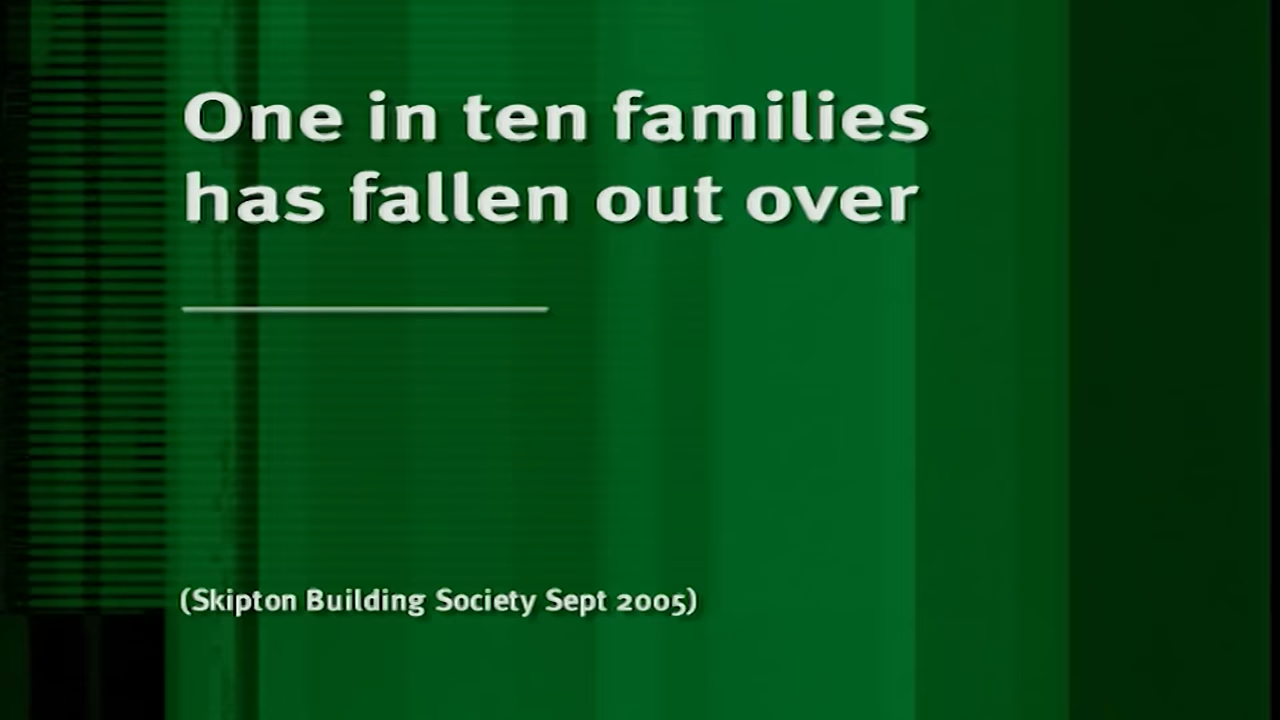 One in ten families
has fallen out over
(Skipton Building Society Sept 2005)